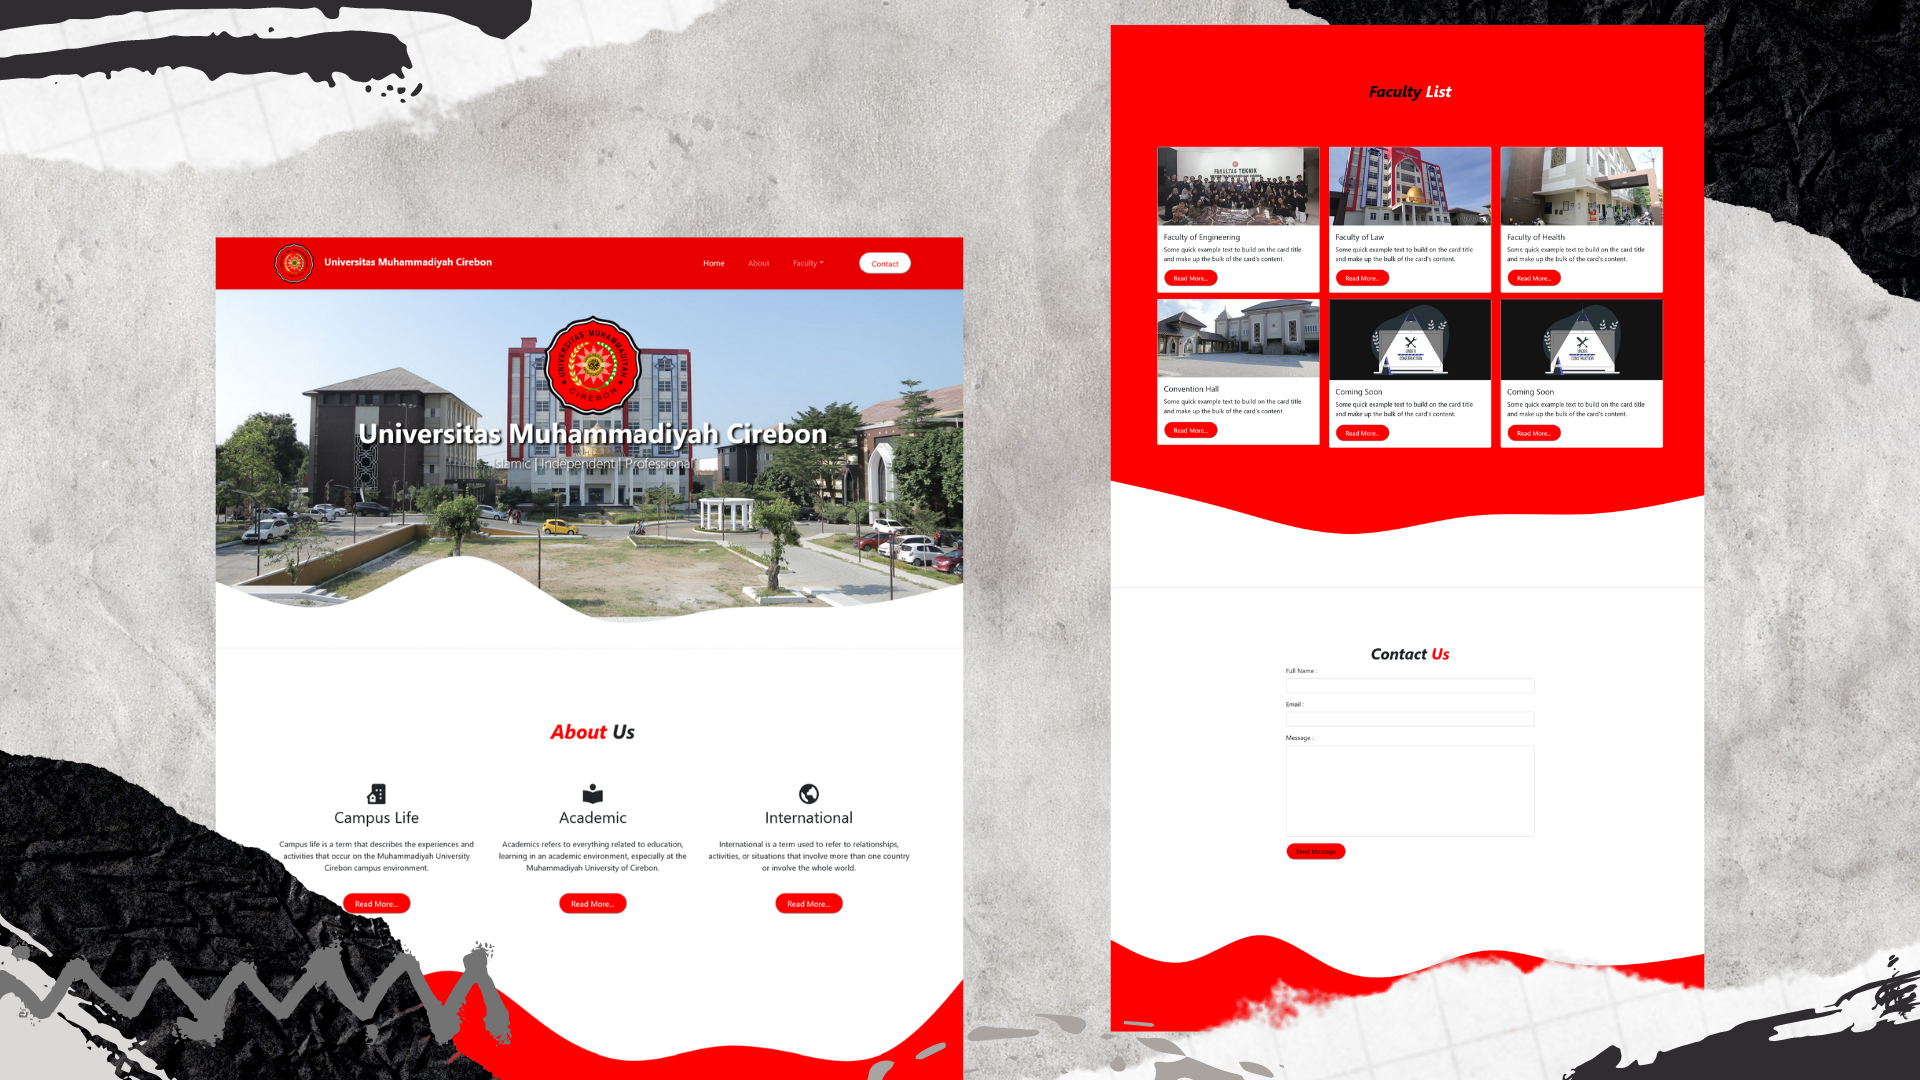 Universitas Muhammadiyah Cirebon
Home
About
Faculty
Contact
UNIVERSITAS MUHAMMADIYAH
CIREBON
Universitas Muhammadiyah Cirebon
Islamic | Independent | Professional
About Us
Campus Life
Campus life is a term that describes the experiences and
activities that occur on the Muhammadiyah University
Cirebon campus environment.
Read More...
Academic
Academics refers to everything related to education,
learning in an academic environment, especially at the
Muhammadiyah University of Cirebon.
Read More...
International
International is a term used to refer to relationships,
activities, or situations that involve more than one country
or involve the whole world.
Read More...
Faculty List
FAKULTAS TEKNIK
Faculty of Engineering
Some quick example text to build on the card title
and make up the bulk of the card's content.
Read More...
Faculty of Law
Some quick example text to build on the card title
and make up the bulk of the card's content.
Read More...
Faculty of Health
Some quick example text to build on the card title
and make up the bulk of the card's content.
Read More...
Convention Hall
Some quick example text to build on the card title
and make up the bulk of the card's content.
Read More...
UNDER
CONSTRUCTION
Coming Soon
Some quick example text to build on the card title
and make up the bulk of the card's content.
Read More...
UNDER
CONSTRUCTION
Coming Soon
Some quick example text to build on the card title
and make up the bulk of the card's content.
Read More...
Contact Us
Full Name :
Email :
Message :
Send Message